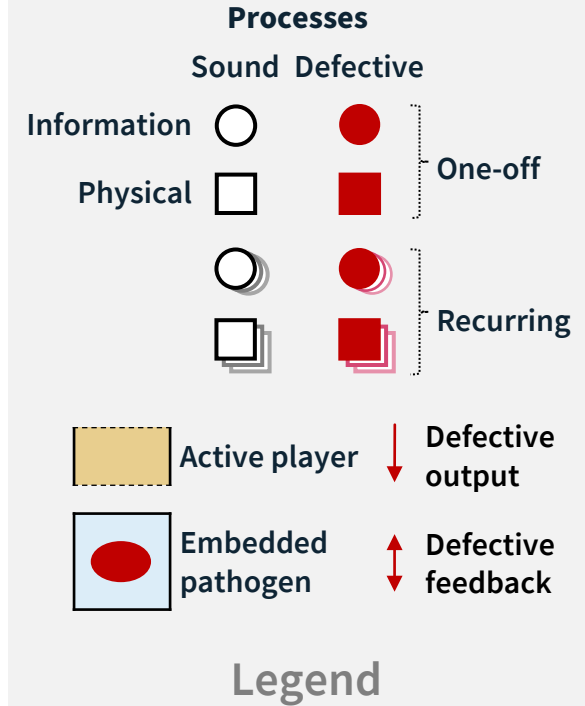 Processes
Sound Defective
Information
One-off
Physical
Recurring
Active player
Defective
output
Embedded
pathogen
Defective
feedback
Legend